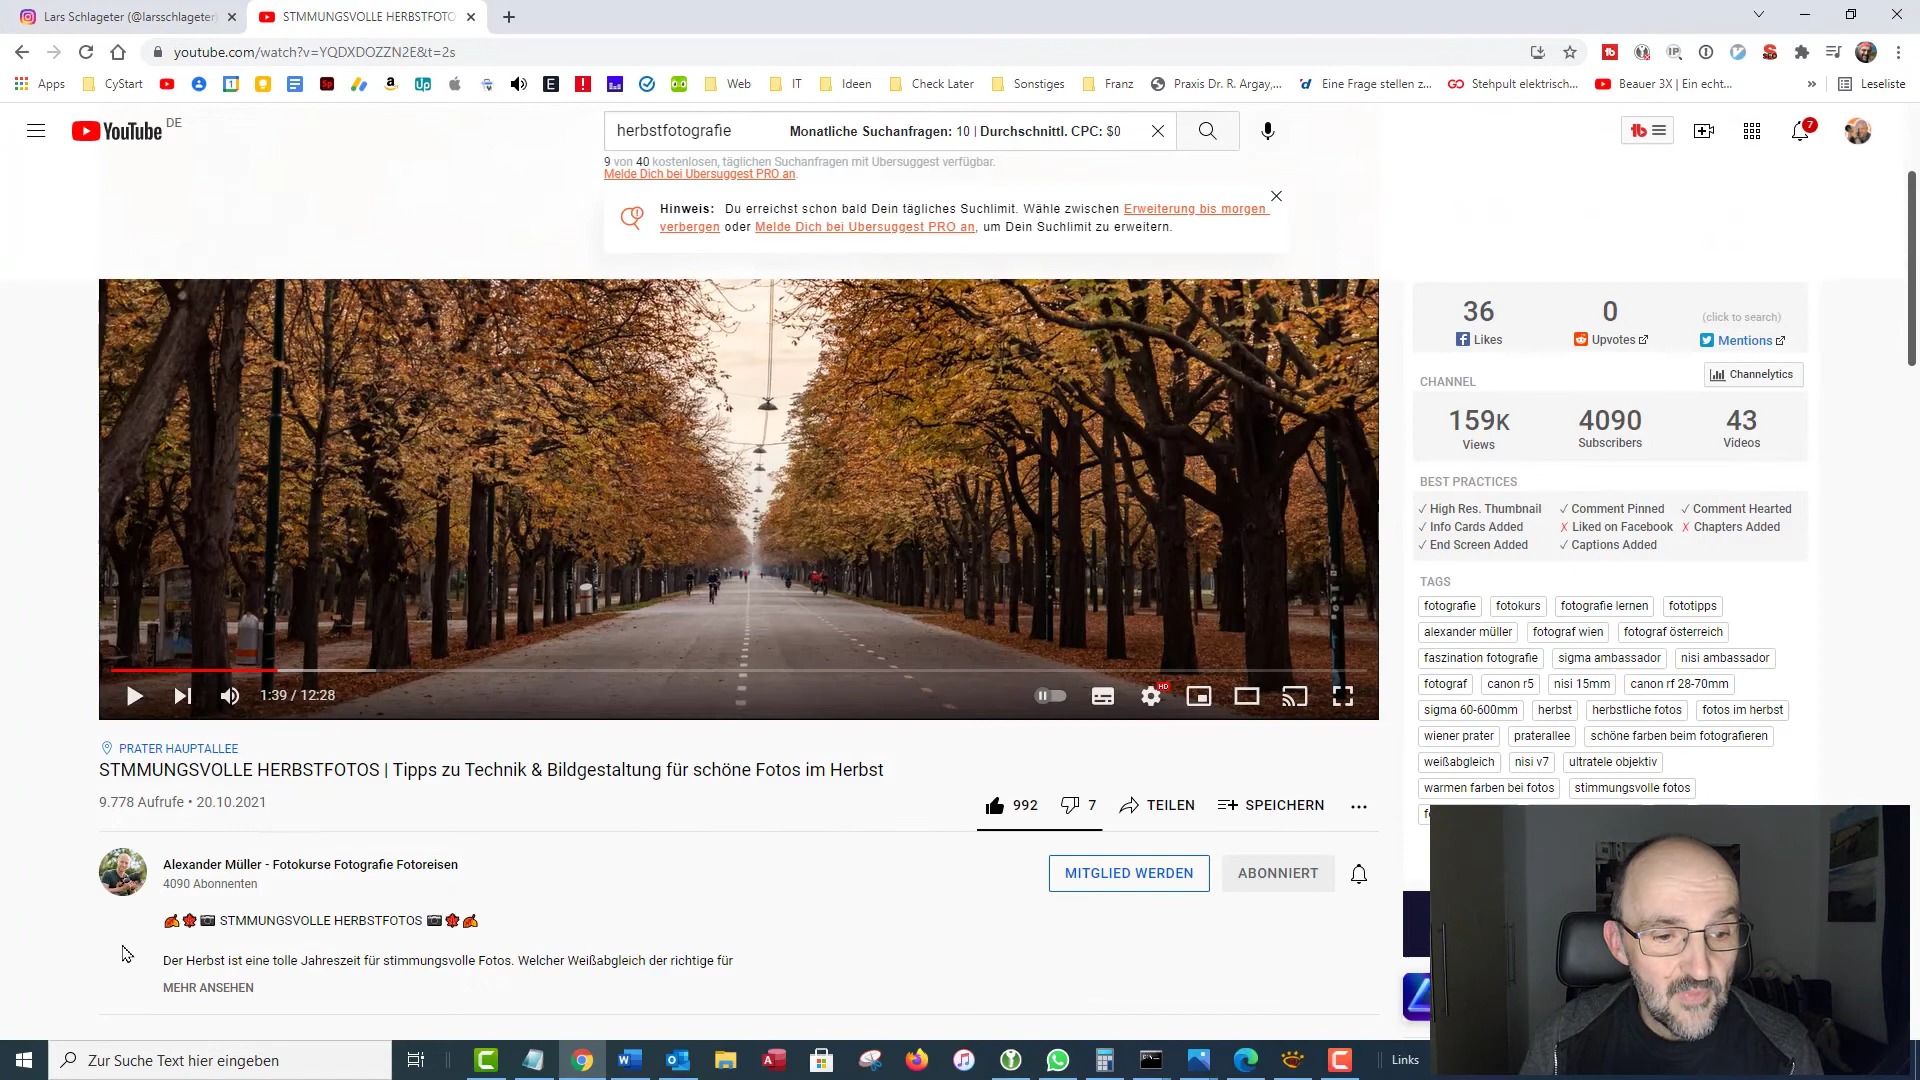 Lars Schlageter (@larsschlageter
STMMUNGSVOLLE HERBSTFOTO
youtube.com/watch?v=YQDXDOZZN2E&t=2s
Apps
CyStart
Web
IT
Ideen
Check Later
Sonstiges
Franz
Praxis Dr. R. Argay,...
Eine Frage stellen z...
Stehpult elektrisch...
Beauer 3X | Ein echt...
»
Leseliste
YouTube DE
herbstfotografie
Monatliche Suchanfragen: 10 | Durchschnittl. CPC: $0
7
9 von 40 kostenlosen, täglichen Suchanfragen mit Ubersuggest verfügbar.
Melde Dich bei Ubersuggest PRO an.
Hinweis: Du erreichst schon bald Dein tägliches Suchlimit. Wähle zwischen Erweiterung bis morgen
verbergen oder Melde Dich bei Ubersuggest PRO an, um Dein Suchlimit zu erweitern.
36
Likes
0
Upvotes
(click to search)
Mentions
CHANNEL
Channelytics
159K
Views
4090
Subscribers
43
Videos
BEST PRACTICES
✓ High Res. Thumbnail ✓ Comment Pinned ✓ Comment Hearted
✓ Info Cards Added ✗ Liked on Facebook ✗ Chapters Added
✓ End Screen Added ✓ Captions Added
TAGS
fotografie fotokurs fotografie lernen fototipps
alexander müller fotograf wien fotograf österreich
faszination fotografie sigma ambassador nisi ambassador
fotograf canon r5 nisi 15mm canon rf 28-70mm
sigma 60-600mm herbst herbstliche fotos fotos im herbst
wiener prater praterallee schöne farben beim fotografieren
weißabgleich nisi v7 ultratele objektiv
warmen farben bei fotos stimmungsvolle fotos
1:39 / 12:28
HD
PRATER HAUPTALLEE
STMMUNGSVOLLE HERBSTFOTOS | Tipps zu Technik & Bildgestaltung für schöne Fotos im Herbst
9.778 Aufrufe • 20.10.2021
992
7
TEILEN
SPEICHERN
Alexander Müller - Fotokurse Fotografie Fotoreisen
4090 Abonnenten
MITGLIED WERDEN
ABONNIERT
🍂🍁📷 STMMUNGSVOLLE HERBSTFOTOS 📷🍁🍂
Der Herbst ist eine tolle Jahreszeit für stimmungsvolle Fotos. Welcher Weißabgleich der richtige für
MEHR ANSEHEN
Zur Suche Text hier eingeben
Links